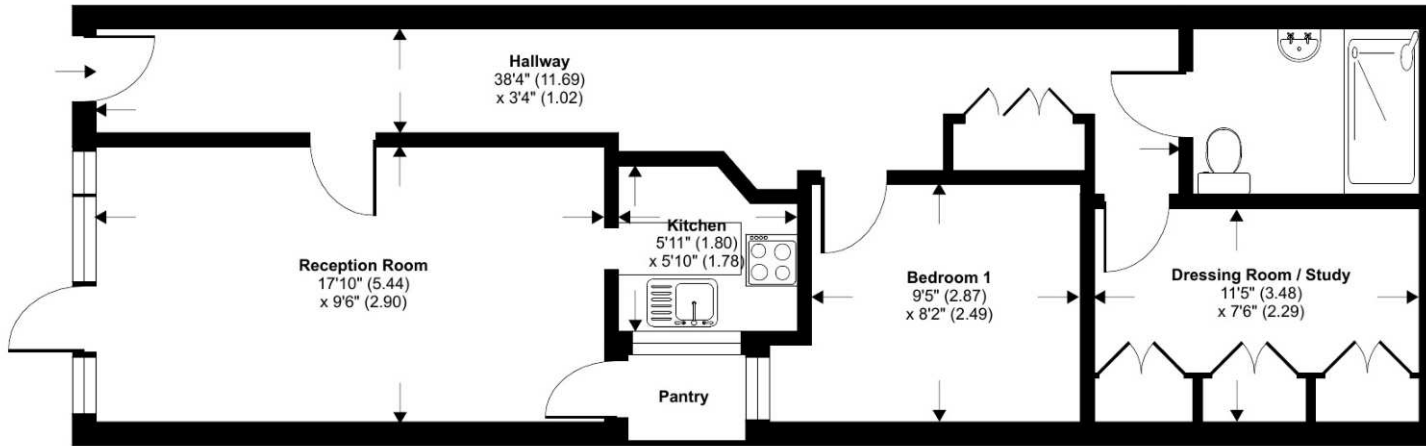 Hallway
38'4" (11.69)
x 3'4" (1.02)
Kitchen
5'11" (1.80)
x 5'10" (1.78)
Reception Room
17'10" (5.44)
x 9'6" (2.90)
Bedroom 1
9'5" (2.87)
x 8'2" (2.49)
Dressing Room / Study
11'5" (3.48)
x 7'6" (2.29)
Pantry